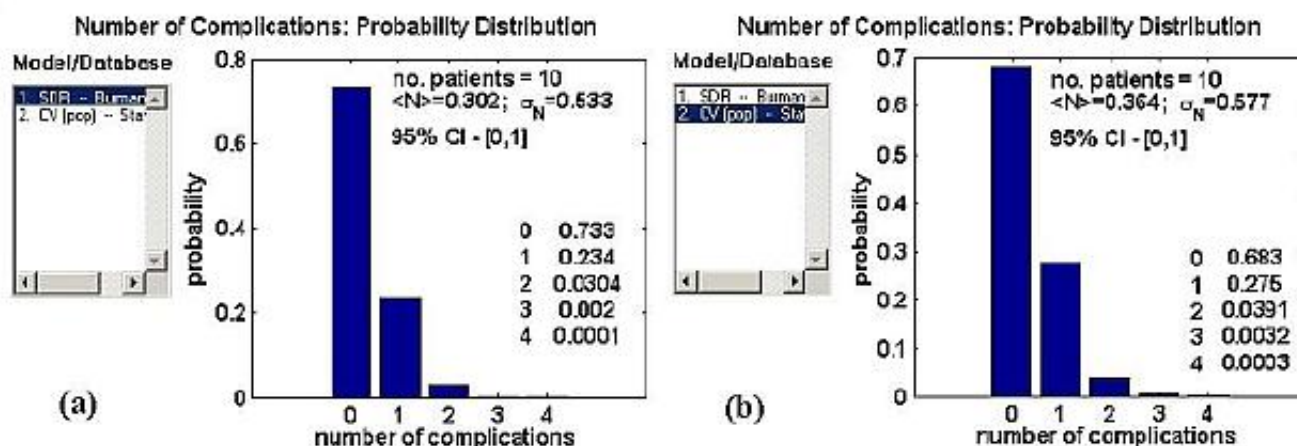 Number of Complications: Probability Distribution
Model/Database
1. SDR -- Burman
2. CV (pop) -- Sta
no. patients = 10
<N>=0.302; σN=0.533
95% CI - [0,1]
0.8
0.6
0.4
0.2
0
probability
0 0.733
1 0.234
2 0.0304
3 0.002
4 0.0001
0 1 2 3 4
number of complications
(a)
Number of Complications: Probability Distribution
Model/Database
1. SDR -- Burman
2. CV (pop) -- Sta
no. patients = 10
<N>=0.364; σN=0.577
95% CI - [0,1]
0.7
0.6
0.5
0.4
0.3
0.2
0.1
0
probability
0 0.683
1 0.275
2 0.0391
3 0.0032
4 0.0003
0 1 2 3 4
number of complications
(b)